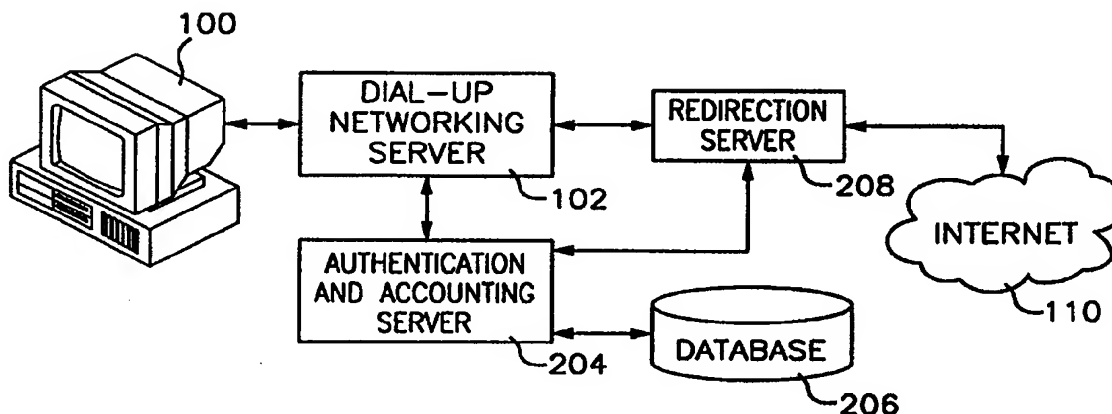 100
DIAL-UP
NETWORKING
SERVER
102
REDIRECTION
SERVER
208
INTERNET
110
AUTHENTICATION
AND ACCOUNTING
SERVER
204
DATABASE
206